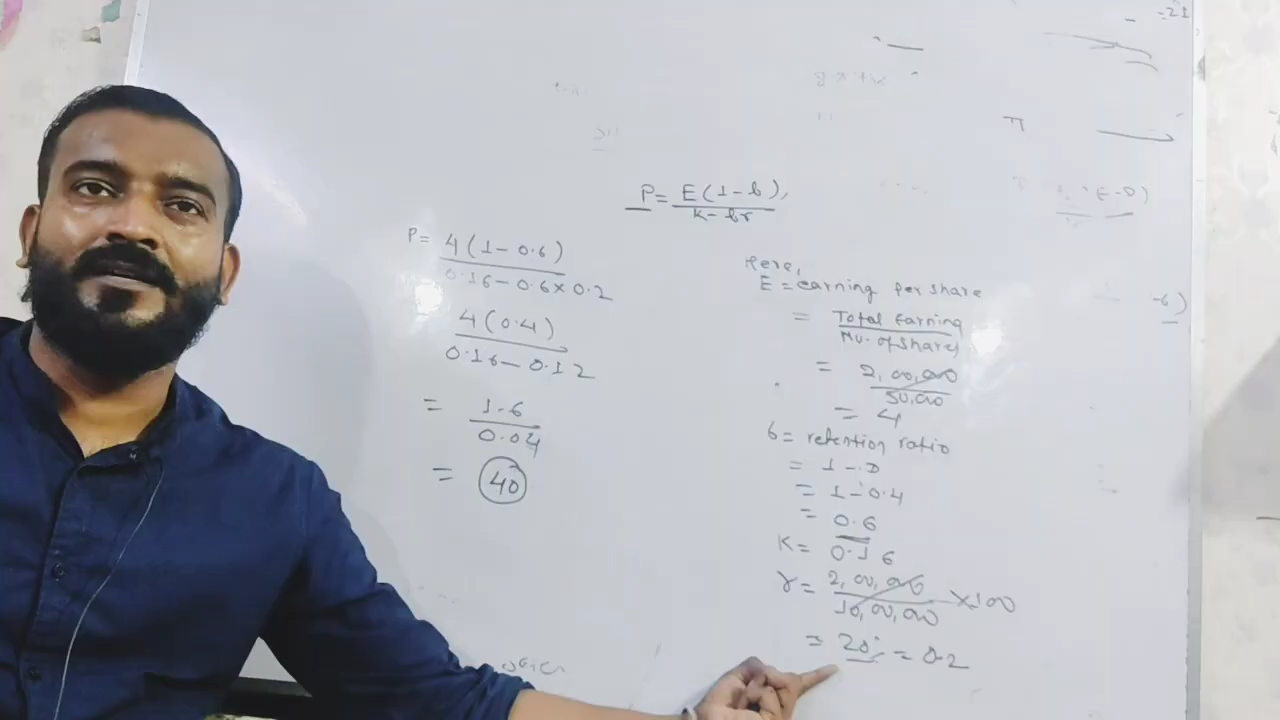 P= E(1-b),
K-br
P= 4(1-0.6)
0.16-0.6×0.2
4(0.4)
0.16-0.12
= 1.6
0.04
= 40
Here,
E = earning per share
= Total Earning
No. of shares
= 2,00,000
50,000
= 4
b = retention ratio
= 1-D
= 1-0.4
= 0.6
K= 0.16
r= 2,00,000 ×100
10,00,000
= 20% = 0.2